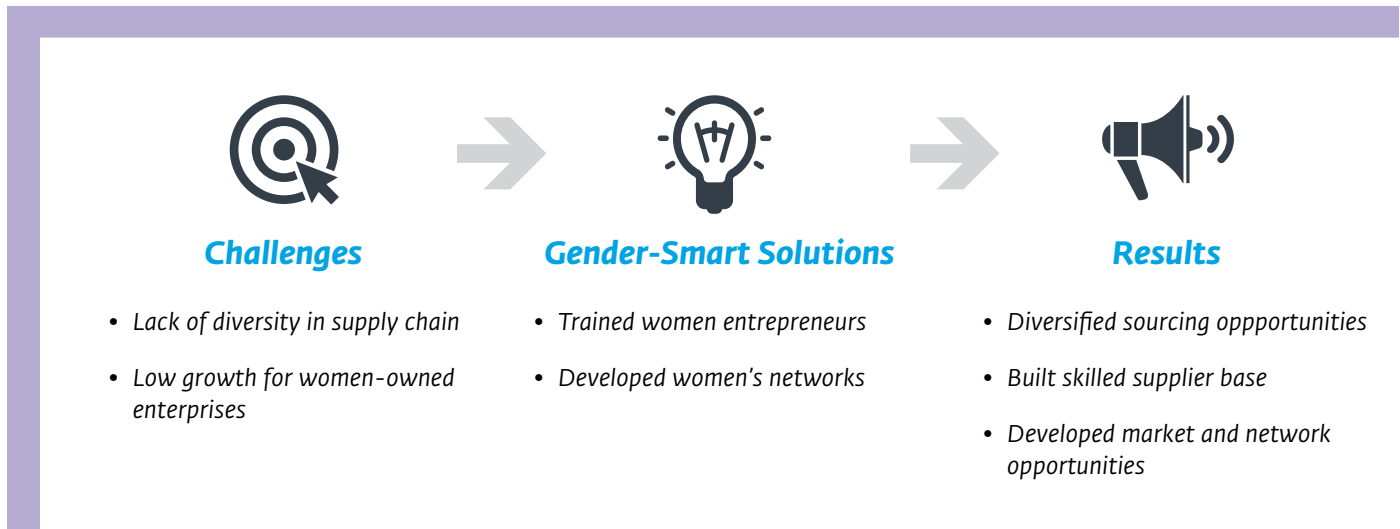 Challenges
• Lack of diversity in supply chain
• Low growth for women-owned
enterprises
Gender-Smart Solutions
• Trained women entrepreneurs
• Developed women's networks
Results
• Diversified sourcing oppportunities
• Built skilled supplier base
• Developed market and network
opportunities